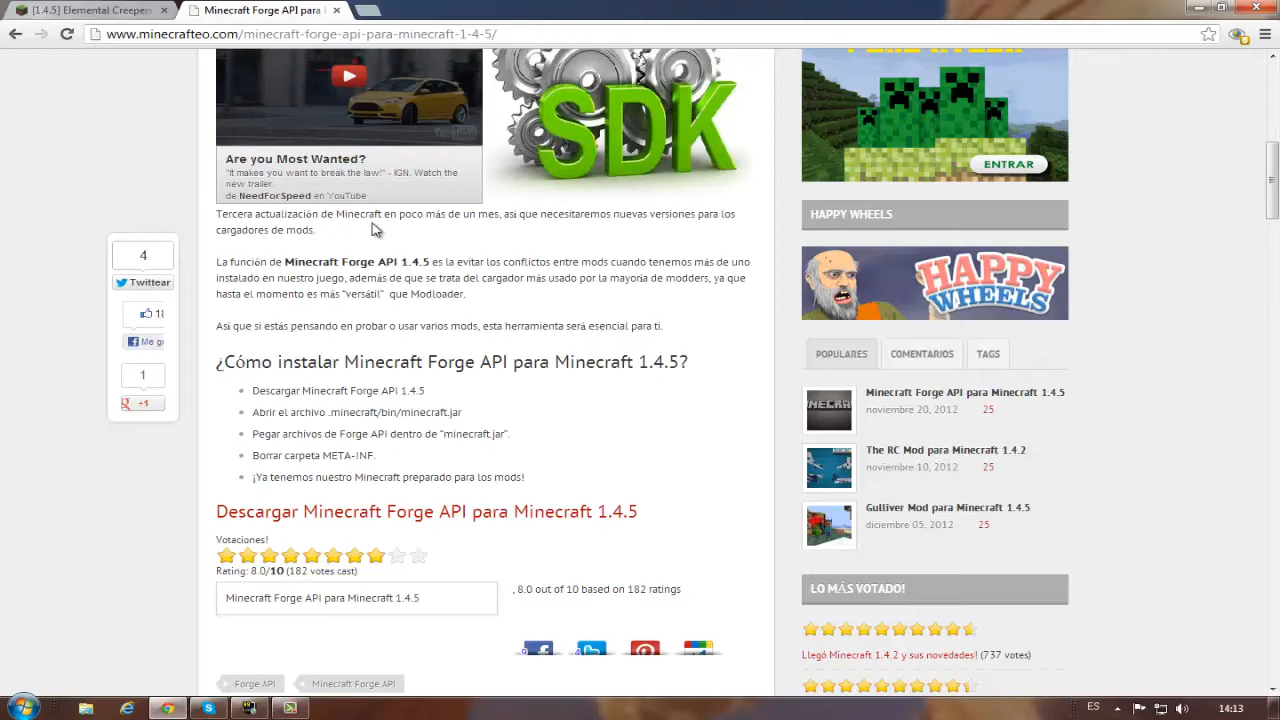 [1.4.5] Elemental Creepers
Minecraft Forge API para
www.minecrafteo.com/minecraft-forge-api-para-minecraft-1-4-5/
SDK
YouTube
Are you Most Wanted?
"It makes you want to break the law!" - IGN. Watch the
new trailer.
de NeedForSpeed en YouTube
ENTRAR
Tercera actualización de Minecraft en poco más de un mes, así que necesitaremos nuevas versiones para los
cargadores de mods.
HAPPY WHEELS
HAPPY
WHEELS
4
Twittear
18
Me g
1
+1
La función de Minecraft Forge API 1.4.5 es la evitar los conflictos entre mods cuando tenemos más de uno
instalado en nuestro juego, además de que se trata del cargador más usado por la mayoría de modders, ya que
hasta el momento es más “versátil” que Modloader.
Así que si estás pensando en probar o usar varios mods, esta herramienta será esencial para ti.
¿Cómo instalar Minecraft Forge API para Minecraft 1.4.5?
Descargar Minecraft Forge API 1.4.5
Abrir el archivo .minecraft/bin/minecraft.jar
Pegar archivos de Forge API dentro de “minecraft.jar”.
Borrar carpeta META-INF.
¡Ya tenemos nuestro Minecraft preparado para los mods!
Descargar Minecraft Forge API para Minecraft 1.4.5
Votaciones!
Rating: 8.0/10 (182 votes cast)
Minecraft Forge API para Minecraft 1.4.5
, 8.0 out of 10 based on 182 ratings
Forge API
Minecraft Forge API
POPULARES
COMENTARIOS
TAGS
Minecraft Forge API para Minecraft 1.4.5
noviembre 20, 2012 25
The RC Mod para Minecraft 1.4.2
noviembre 10, 2012 25
Gulliver Mod para Minecraft 1.4.5
diciembre 05, 2012 25
LO MÁS VOTADO!
Llegó Minecraft 1.4.2 y sus novedades! (737 votes)
ES
14:13